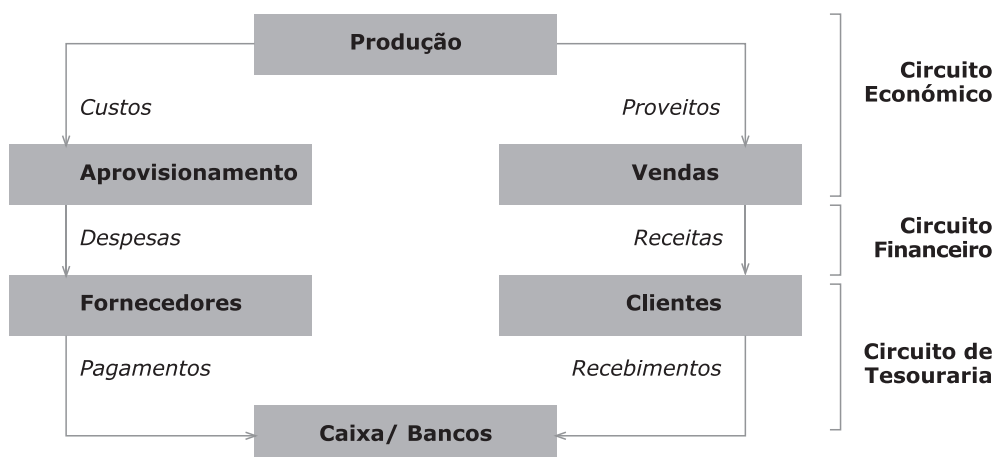 Produção
Circuito
Económico
Custos
Proveitos
Aprovisionamento
Vendas
Circuito
Financeiro
Despesas
Receitas
Fornecedores
Clientes
Circuito de
Tesouraria
Pagamentos
Recebimentos
Caixa/ Bancos